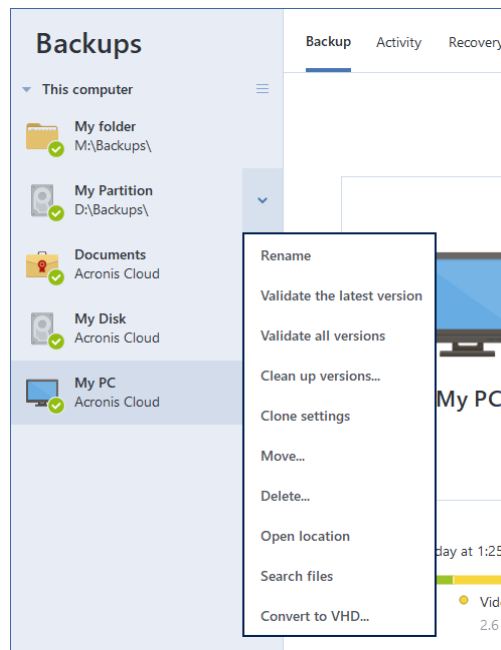 Backups
Backup
Activity
Recovery
This computer
My folder
M:\Backups\
My Partition
D:\Backups\
Documents
Acronis Cloud
My Disk
Acronis Cloud
My PC
Acronis Cloud
Rename
Validate the latest version
Validate all versions
Clean up versions...
Clone settings
Move...
Delete...
Open location
Search files
Convert to VHD...
My PC
day at 1:25
Vid
2.6